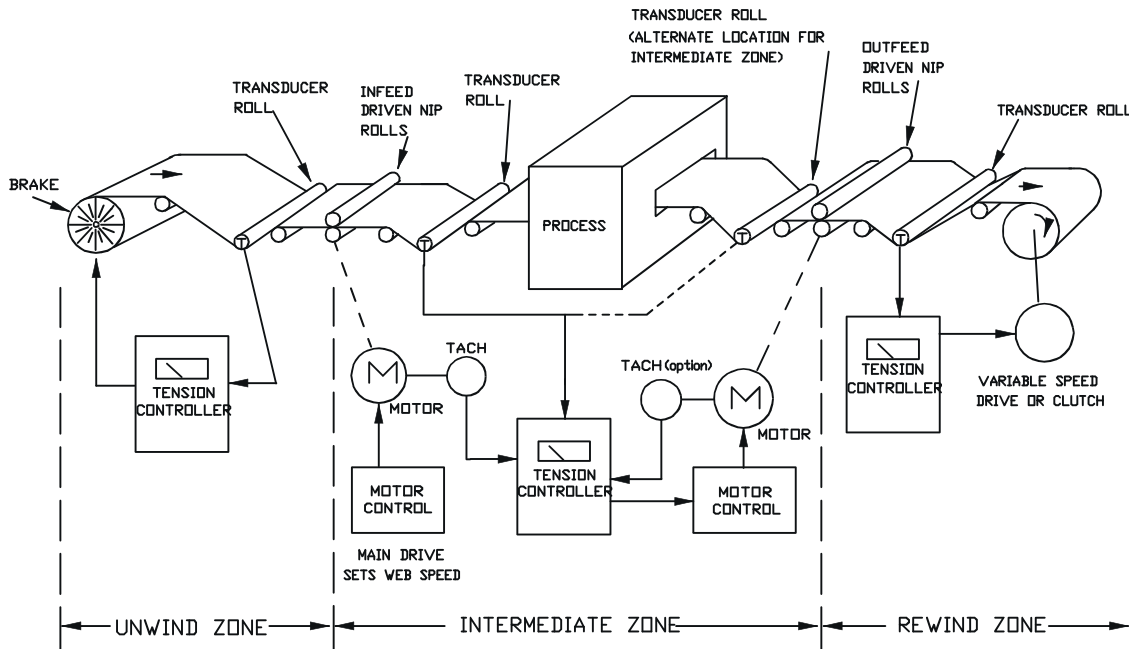 TRANSDUCER ROLL
(ALTERNATE LOCATION FOR
INTERMEDIATE ZONE)
OUTFEED
DRIVEN NIP
ROLLS
TRANSDUCER
ROLL
INFEED
DRIVEN NIP
ROLLS
TRANSDUCER
ROLL
TRANSDUCER ROLL
BRAKE
PROCESS
T
T
T
T
TENSION
CONTROLLER
TACH
M
MOTOR
MOTOR
CONTROL
MAIN DRIVE
SETS WEB SPEED
TENSION
CONTROLLER
TACH (option)
M
MOTOR
MOTOR
CONTROL
TENSION
CONTROLLER
VARIABLE SPEED
DRIVE OR CLUTCH
UNWIND ZONE
INTERMEDIATE ZONE
REWIND ZONE